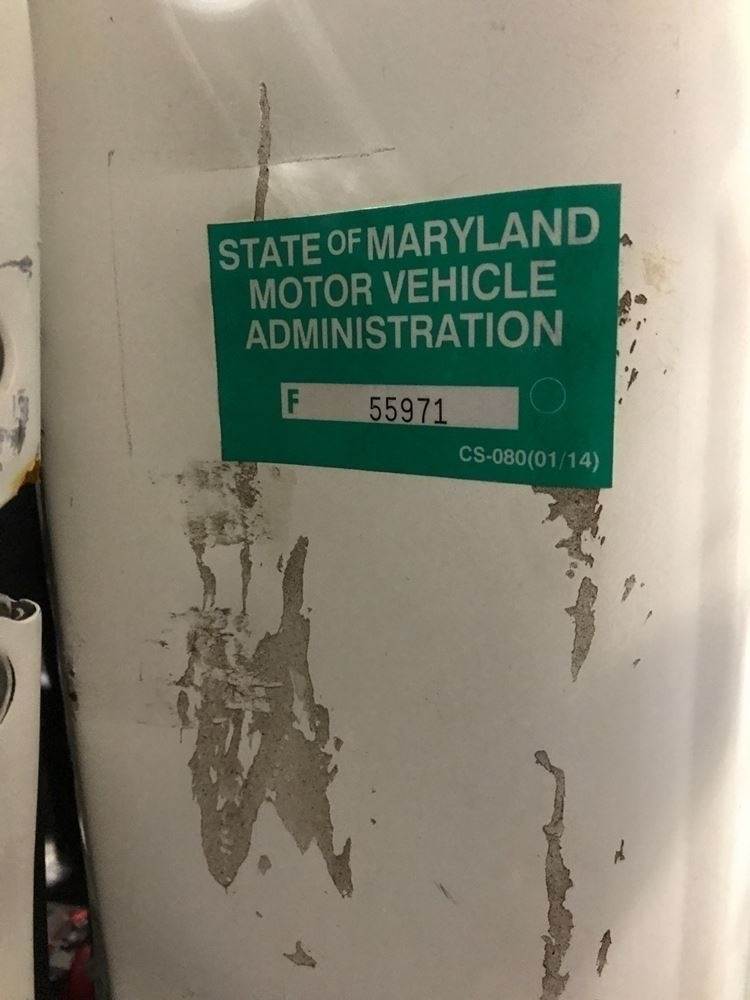 STATE OF MARYLAND
MOTOR VEHICLE
ADMINISTRATION
F 55971
CS-080(01/14)